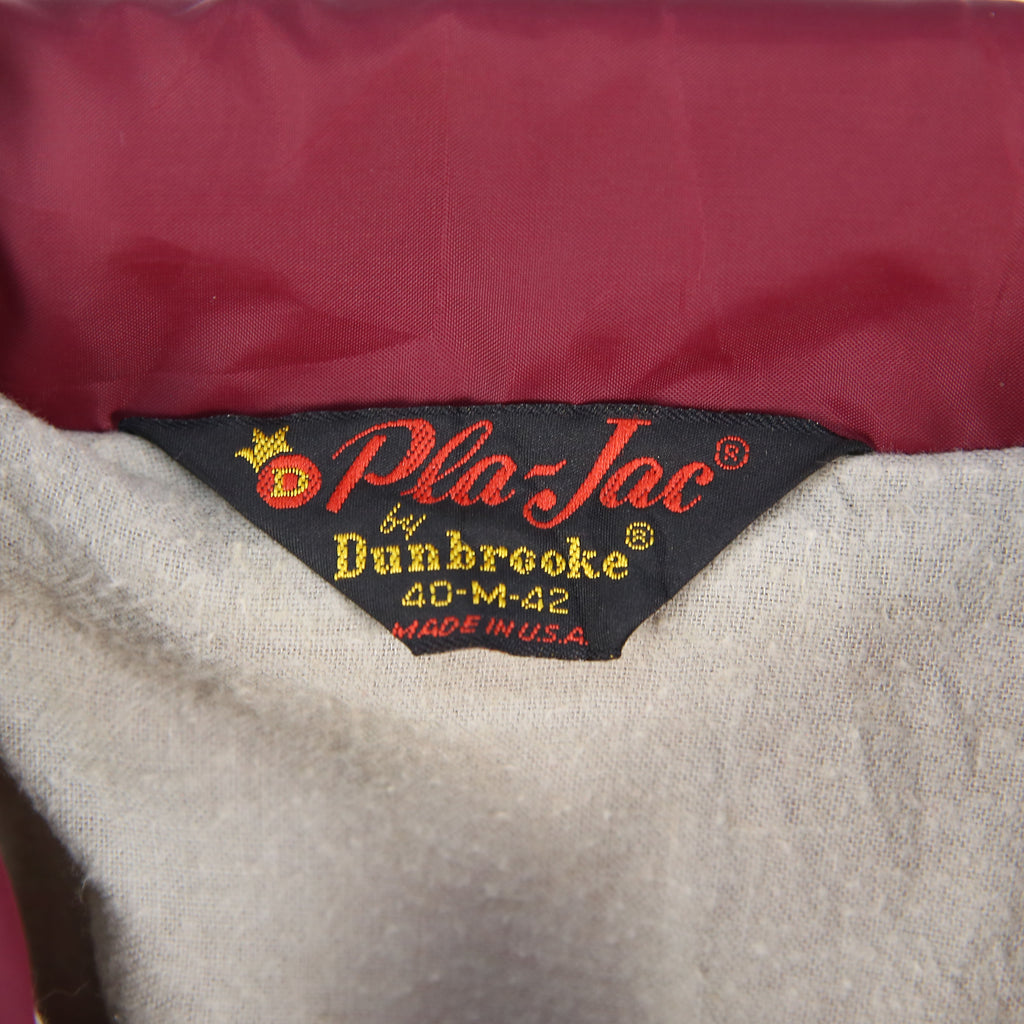 D Pla-Jac®
by
Dunbrooke®
40-M-42
MADE IN U.S.A.